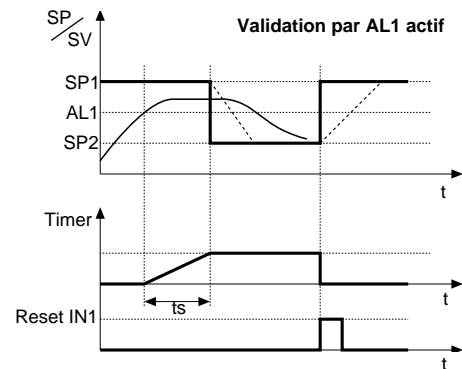 SP
/
SV
Validation par AL1 actif
SP1
AL1
SP2
t
Timer
t
ts
Reset IN1
t